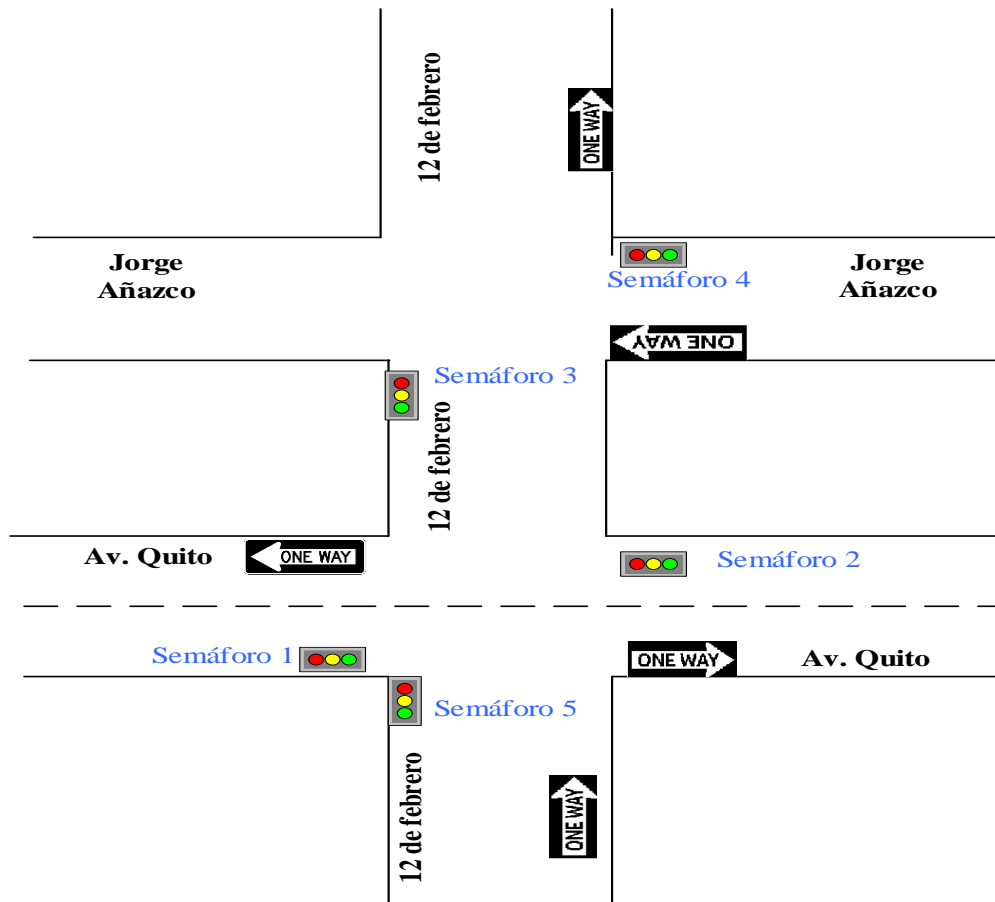 12 de febrero
ONE WAY
Jorge
Añazco
Semáforo 4
Jorge
Añazco
ONE WAY
Semáforo 3
12 de febrero
Av. Quito
ONE WAY
Semáforo 2
Semáforo 1
ONE WAY
Av. Quito
Semáforo 5
12 de febrero
ONE WAY